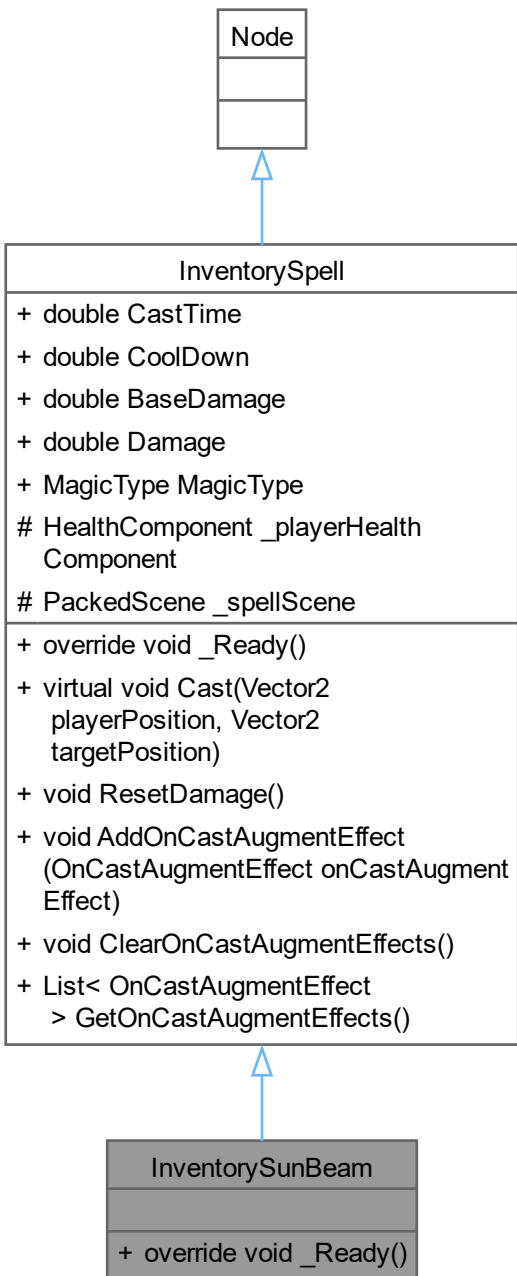 Node
InventorySpell
+ double CastTime
+ double CoolDown
+ double BaseDamage
+ double Damage
+ MagicType MagicType
# HealthComponent _playerHealth
Component
# PackedScene _spellScene
+ override void _Ready()
+ virtual void Cast(Vector2
playerPosition, Vector2
targetPosition)
+ void ResetDamage()
+ void AddOnCastAugmentEffect
(OnCastAugmentEffect onCastAugment
Effect)
+ void ClearOnCastAugmentEffects()
+ List< OnCastAugmentEffect
> GetOnCastAugmentEffects()
InventorySunBeam
+ override void _Ready()